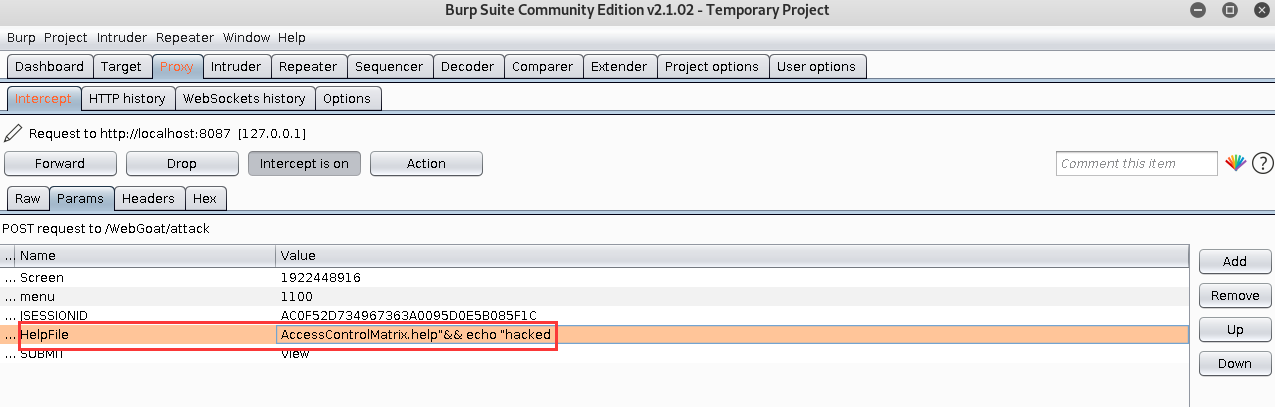 Burp Suite Community Edition v2.1.02 - Temporary Project
Burp Project Intruder Repeater Window Help
Dashboard Target Proxy Intruder Repeater Sequencer Decoder Comparer Extender Project options User options
Intercept HTTP history WebSockets history Options
Request to http://localhost:8087 [127.0.0.1]
Forward Drop Intercept is on Action Comment this item ?
Raw Params Headers Hex
POST request to /WebGoat/attack
... Name Value
... Screen 1922448916
... menu 1100
... JSESSIONID AC0F52D734967363A0095D0E5B085F1C
... HelpFile AccessControlMatrix.help"&& echo "hacked
... SUBMIT View
Add
Remove
Up
Down